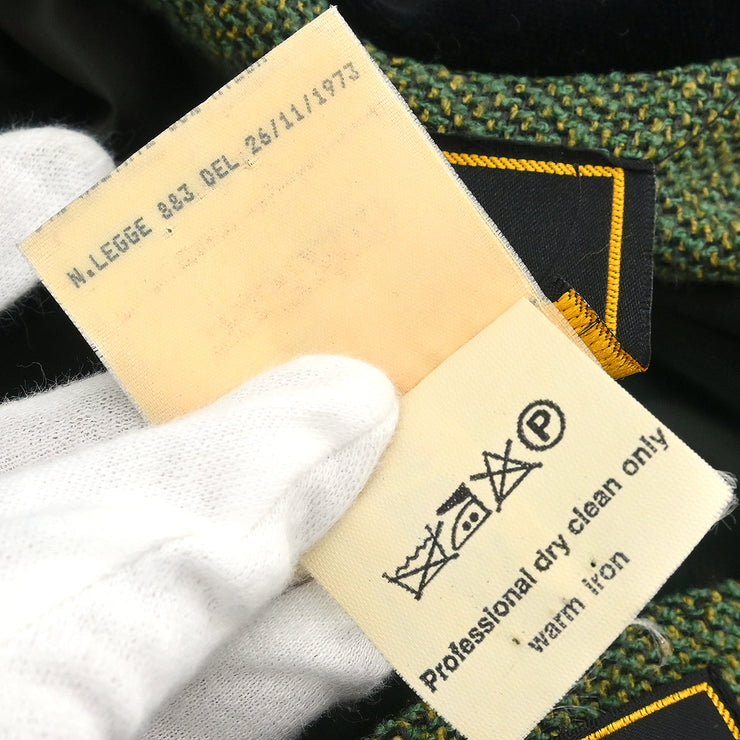 N.LEGGE 883 DEL 26/11/1973
P
Professional dry clean only
warm iron